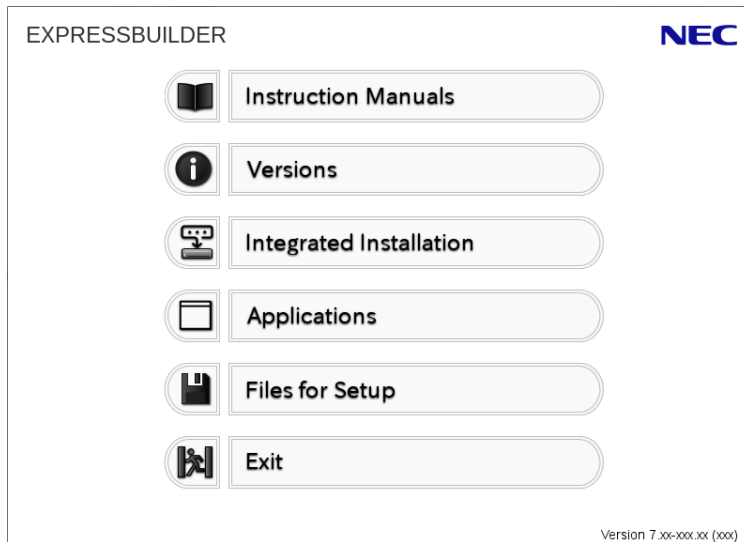 EXPRESSBUILDER
NEC
Instruction Manuals
Versions
Integrated Installation
Applications
Files for Setup
Exit
Version 7.xx-xxx.xx (xxx)